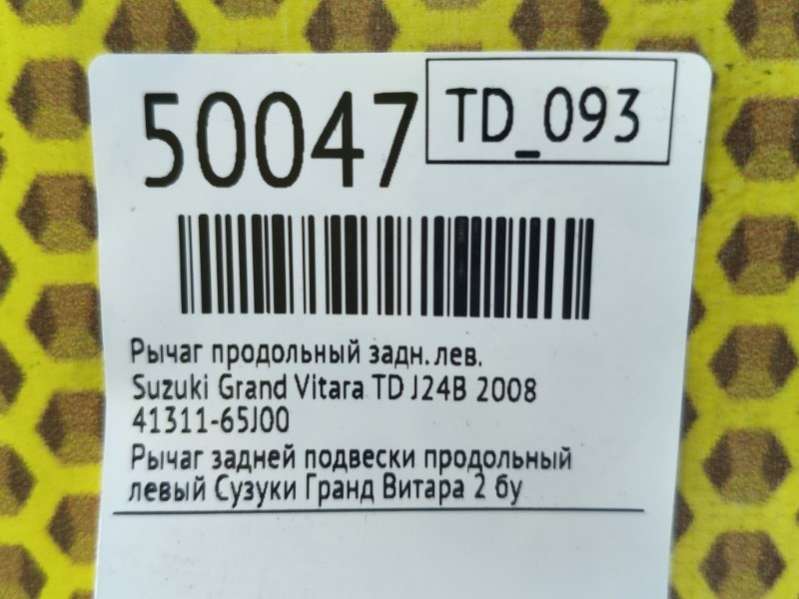 50047
TD_093
Рычаг продольный задн. лев.
Suzuki Grand Vitara TD J24B 2008
41311-65J00
Рычаг задней подвески продольный
левый Сузуки Гранд Витара 2 бу